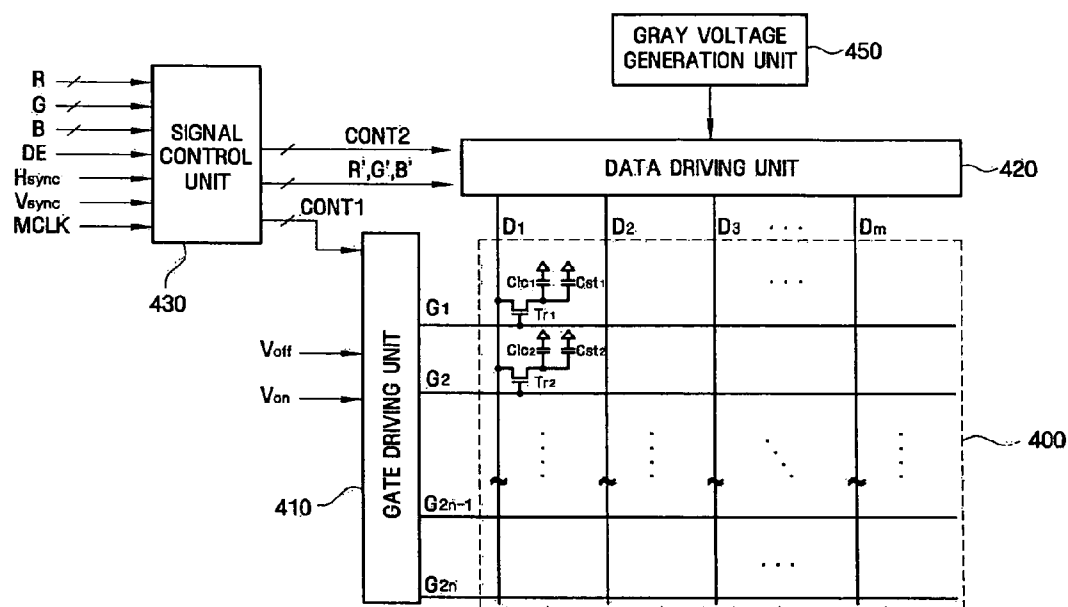 GRAY VOLTAGE
GENERATION UNIT
450
R
G
B
DE
Hsync
Vsync
MCLK
SIGNAL
CONTROL
UNIT
430
CONT2
R',G',B'
CONT1
DATA DRIVING UNIT
420
D1
D2
D3
...
Dm
Clc1
Cst1
Tr1
G1
Clc2
Cst2
Tr2
G2
Voff
Von
GATE DRIVING UNIT
410
400
G2n-1
G2n